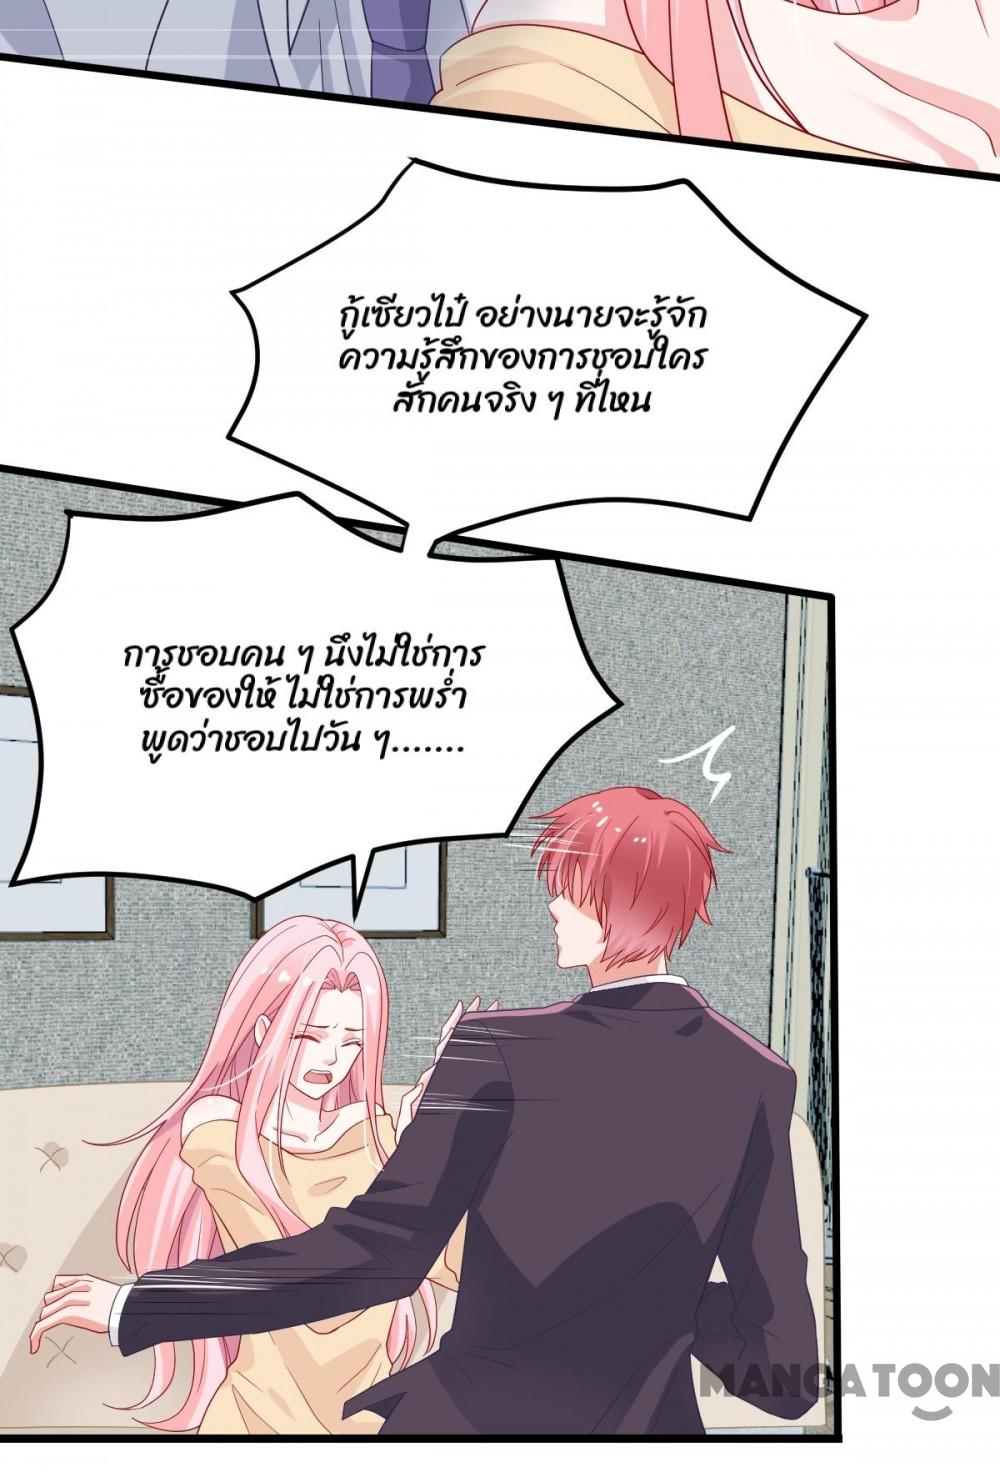 กู้เซียวไป๋ อย่างนายจะรู้จัก
ความรู้สึกของการชอบใคร
สักคนจริง ๆ ที่ไหน
การชอบคน ๆ นึงไม่ใช่การ
ซื้อของให้ ไม่ใช่การพร่ำ
พูดว่าชอบไปวัน ๆ.......
MANGATOON